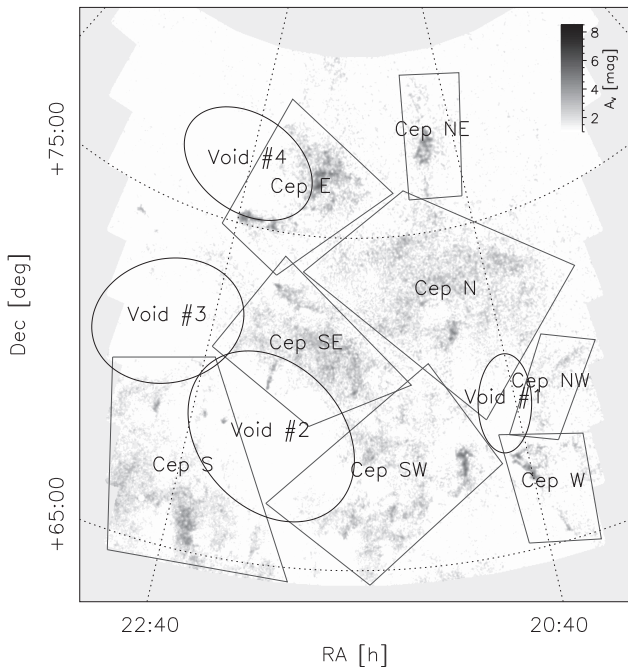 8
6
4
2
A_v [mag]
+75:00
Cep NE
Void #4
Cep E
Dec [deg]
Cep N
Void #3
Cep SE
Cep NW
Void #1
Void #2
Cep S
Cep SW
Cep W
+65:00
22:40
20:40
RA [h]